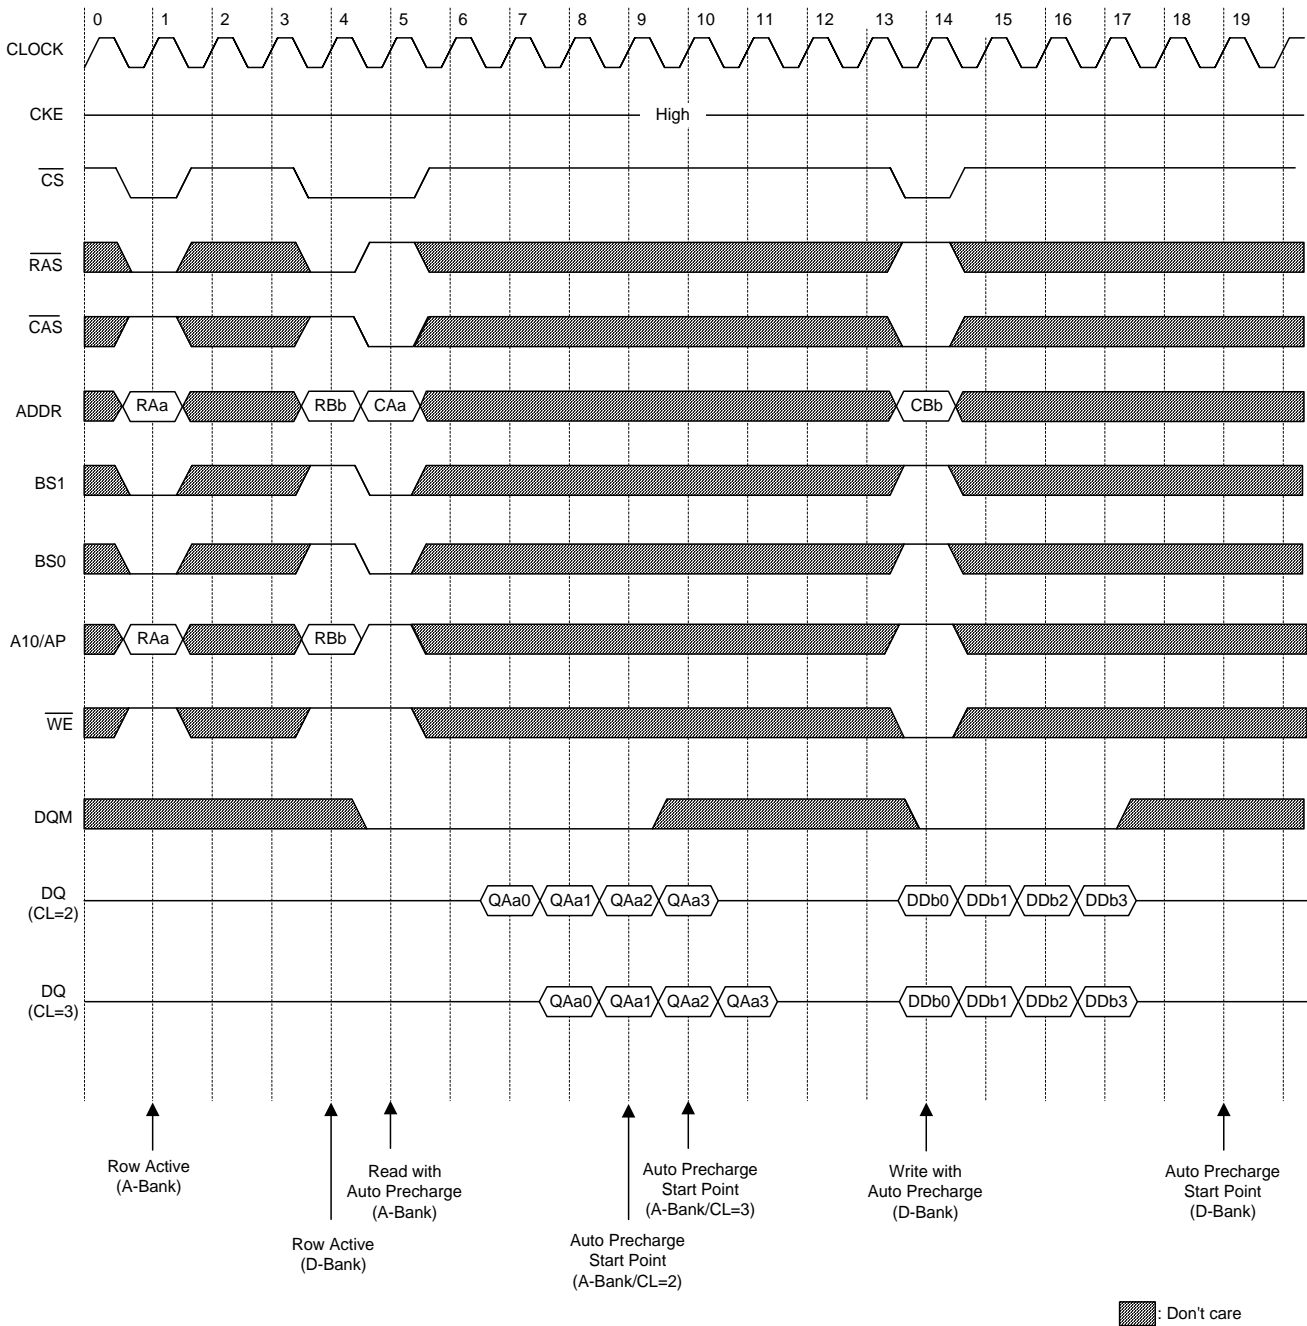 0 1 2 3 4 5 6 7 8 9 10 11 12 13 14 15 16 17 18 19
CLOCK
CKE High
CS
RAS
CAS
ADDR RAa RBb CAa CBb
BS1
BS0
A10/AP RAa RBb
WE
DQM
DQ
(CL=2) QAa0 QAa1 QAa2 QAa3 DDb0 DDb1 DDb2 DDb3
DQ
(CL=3) QAa0 QAa1 QAa2 QAa3 DDb0 DDb1 DDb2 DDb3
Row Active
(A-Bank)
Row Active
(D-Bank)
Read with
Auto Precharge
(A-Bank)
Auto Precharge
Start Point
(A-Bank/CL=2)
Auto Precharge
Start Point
(A-Bank/CL=3)
Write with
Auto Precharge
(D-Bank)
Auto Precharge
Start Point
(D-Bank)
: Don't care